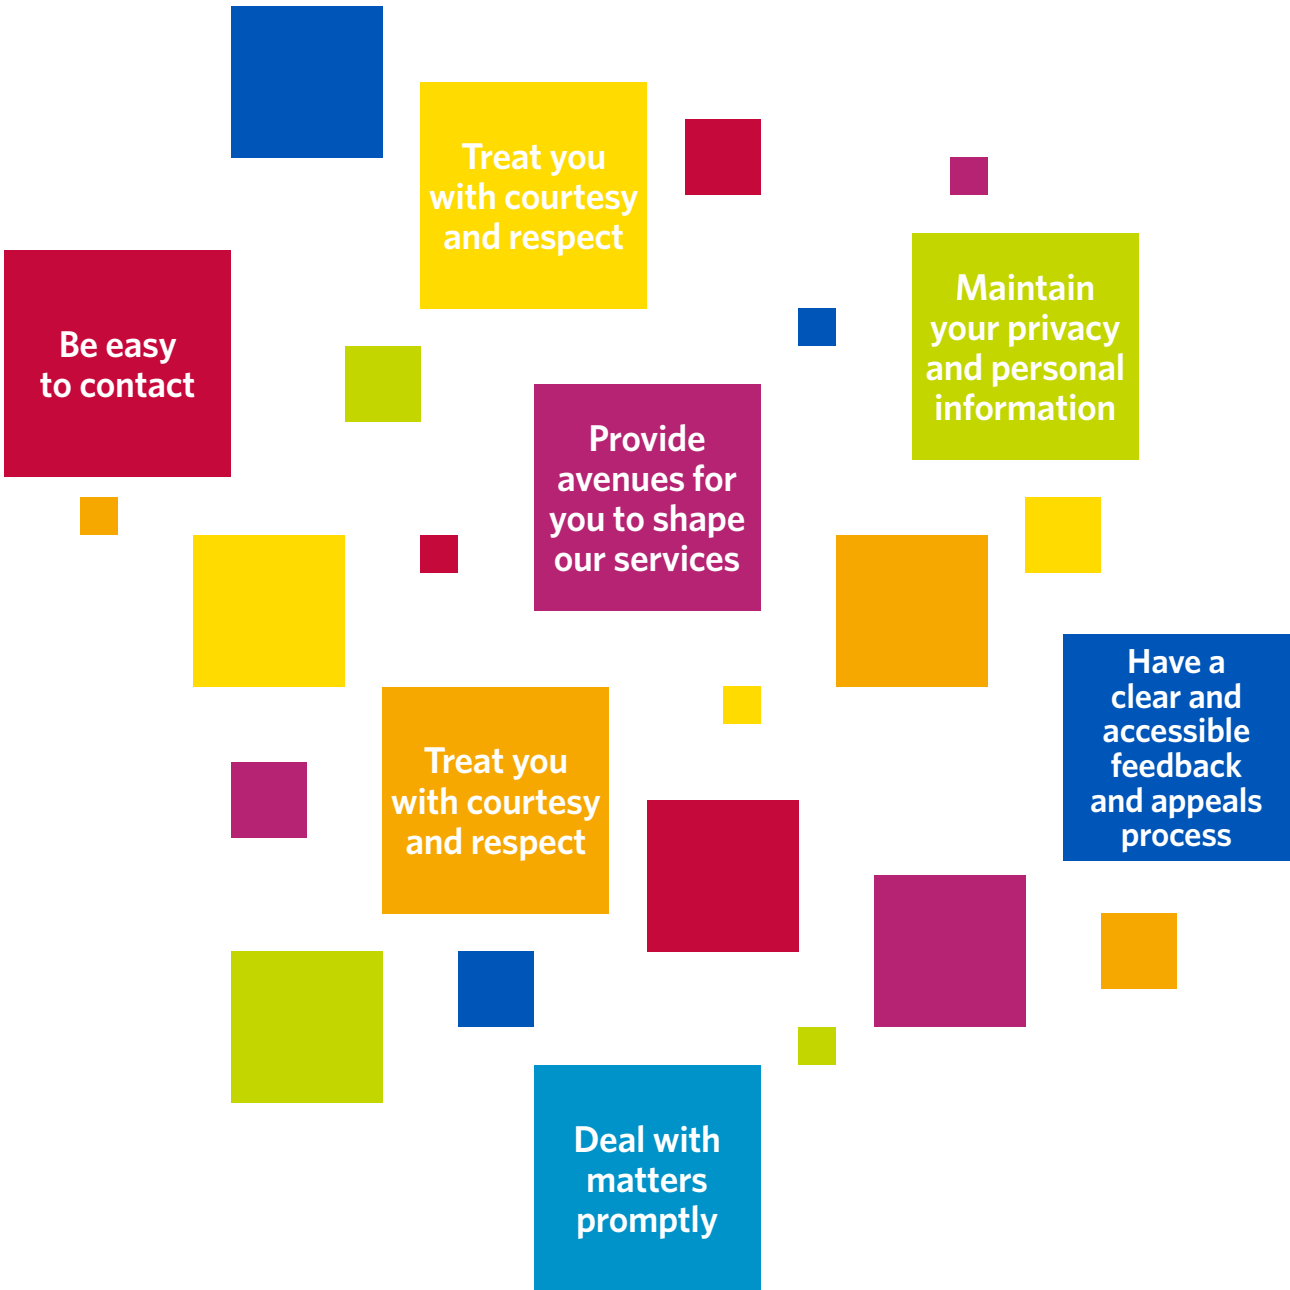 Treat you
with courtesy
and respect
Be easy
to contact
Maintain
your privacy
and personal
information
Provide
avenues for
you to shape
our services
Have a
clear and
accessible
feedback
and appeals
process
Treat you
with courtesy
and respect
Deal with
matters
promptly